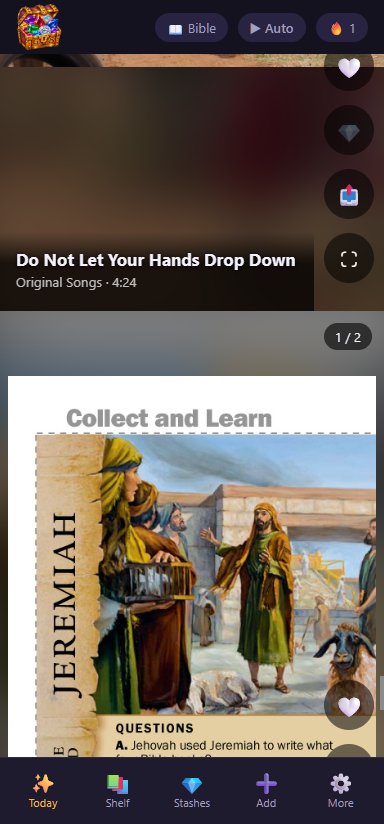 Bible
Auto
1
Do Not Let Your Hands Drop Down
Original Songs · 4:24
1 / 2
Collect and Learn
JEREMIAH
QUESTIONS
A. Jehovah used Jeremiah to write what
Today
Shelf
Stashes
Add
More